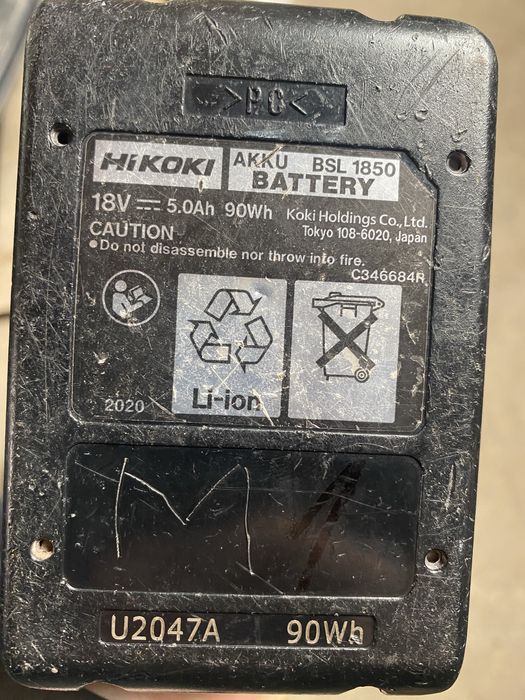 >PC<
HiKOKI AKKU BSL 1850
BATTERY
18V 5.0Ah 90Wh Koki Holdings Co., Ltd.
Tokyo 108-6020, Japan
CAUTION
•Do not disassemble nor throw into fire.
C346684R
2020
Li-ion
M
U2047A 90Wh